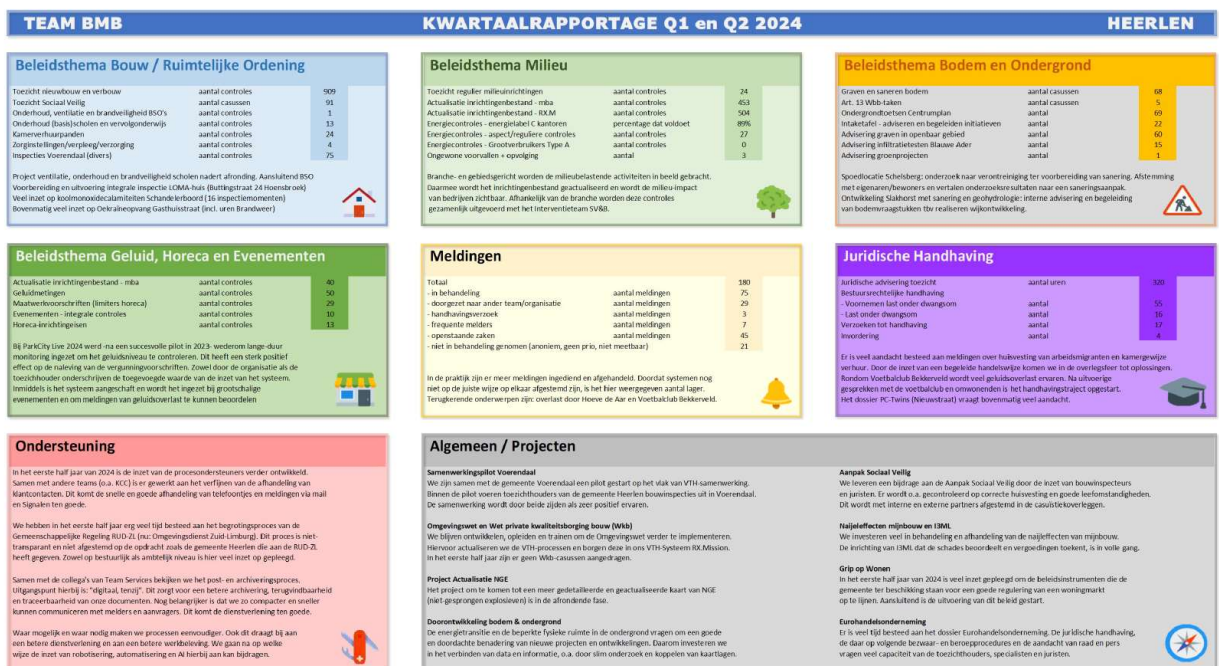 TEAM BMB KWARTAALRAPPORTAGE Q1 en Q2 2024 HEERLEN
Beleidsthema Bouw / Ruimtelijke Ordening
Toezicht nieuwbouw en verbouw aantal controles 909
Toezicht Sociaal Veilig aantal casussen 91
Onderhoud, ventilatie en brandveiligheid BSO's aantal controles 1
Onderhoud (basis)scholen en vervolgonderwijs aantal controles 13
Kamerverhuurpanden aantal controles 24
Zorginstellingen/verpleeg/verzorging aantal controles 4
Inspecties Voerendaal (divers) aantal controles 75
Project ventilatie, onderhoud en brandveiligheid scholen nadert afronding. Aansluitend BSO
Voorbereiding en uitvoering integrale inspectie LOMA-huis (Buttingstraat 24 Hoensbroek)
Veel inzet op koolmonoxidecalamiteiten Schandelerboord (16 inspectiemomenten)
Bovenmatig veel inzet op Oekraïneopvang Gasthuisstraat (incl. uren Brandweer)
Beleidsthema Milieu
Toezicht regulier milieuinrichtingen aantal controles 24
Actualisatie inrichtingenbestand - mba aantal controles 453
Actualisatie inrichtingenbestand - RX.M aantal controles 504
Energiecontroles - energielabel C kantoren percentage dat voldoet 89%
Energiecontroles - aspect/reguliere controles aantal controles 27
Energiecontroles - Grootverbruikers Type A aantal controles 0
Ongewone voorvallen + opvolging aantal 3
Branche- en gebiedsgericht worden de milieubelastende activiteiten in beeld gebracht.
Daarmee wordt het inrichtingenbestand geactualiseerd en wordt de milieu-impact
van bedrijven zichtbaar. Afhankelijk van de branche worden deze controles
gezamenlijk uitgevoerd met het Interventieteam SV&B.
Beleidsthema Bodem en Ondergrond
Graven en saneren bodem aantal casussen 68
Art. 13 Wbb-taken aantal casussen 5
Ondergrondtoetsen Centrumplan aantal 69
Intaketafel - adviseren en begeleiden initiatieven aantal 22
Advisering graven in openbaar gebied aantal 60
Advisering infiltratietesten Blauwe Ader aantal 15
Advisering groenprojecten aantal 1
Spoedlocatie Schelsberg: onderzoek naar verontreiniging ter voorbereiding van sanering. Afstemming
met eigenaren/bewoners en vertalen onderzoeksresultaten naar een saneringsaanpak.
Ontwikkeling Slakhorst met sanering en geohydrologie: interne advisering en begeleiding
van bodemvraagstukken tbv realiseren wijkontwikkeling.
Beleidsthema Geluid, Horeca en Evenementen
Actualisatie inrichtingenbestand - mba aantal controles 40
Geluidmetingen aantal controles 50
Maatwerkvoorschriften (limiters horeca) aantal controles 29
Evenementen - integrale controles aantal controles 10
Horeca-inrichtingeisen aantal controles 13
Bij ParkCity Live 2024 werd -na een succesvolle pilot in 2023- wederom lange-duur
monitoring ingezet om het geluidsniveau te controleren. Dit heeft een sterk positief
effect op de naleving van de vergunningvoorschriften. Zowel door de organisatie als de
toezichthouder onderschrijven de toegevoegde waarde van de inzet van het systeem.
Inmiddels is het systeem aangeschaft en wordt het ingezet bij grootschalige
evenementen en om meldingen van geluidsoverlast te kunnen beoordelen
Meldingen
Totaal 180
- in behandeling aantal meldingen 75
- doorgezet naar ander team/organisatie aantal meldingen 29
- handhavingsverzoek aantal meldingen 3
- frequente melders aantal meldingen 7
- openstaande zaken aantal meldingen 45
- niet in behandeling genomen (anoniem, geen prio, niet meetbaar) 21
In de praktijk zijn er meer meldingen ingediend en afgehandeld. Doordat systemen nog
niet op de juiste wijze op elkaar afgestemd zijn, is het hier weergegeven aantal lager.
Terugkerende onderwerpen zijn: overlast door Hoeve de Aar en Voetbalclub Bekkerveld.
Juridische Handhaving
Juridische advisering toezicht aantal uren 320
Bestuursrechtelijke handhaving
- Voornemen last onder dwangsom aantal 55
- Last onder dwangsom aantal 16
Verzoeken tot handhaving aantal 17
Invordering aantal 4
Er is veel aandacht besteed aan meldingen over huisvesting van arbeidsmigranten en kamergewijze
verhuur. Door de inzet van een begeleide handelswijze komen we in de overlegsfeer tot oplossingen.
Rondom Voetbalclub Bekkerveld wordt veel geluidsoverlast ervaren. Na uitvoerige
gesprekken met de voetbalclub en omwonenden is het handhavingstraject opgestart.
Het dossier PC-Twins (Nieuwstraat) vraagt bovenmatig veel aandacht.
Ondersteuning
In het eerste half jaar van 2024 is de inzet van de procesondersteuners verder ontwikkeld.
Samen met andere teams (o.a. KCC) is er gewerkt aan het verfijnen van de afhandeling van
klantcontacten. Dit komt de snelle en goede afhandeling van telefoontjes en meldingen via mail
en Signalen ten goede.
We hebben in het eerste half jaar erg veel tijd besteed aan het begrotingsproces van de
Gemeenschappelijke Regeling RUD-ZL (nu: Omgevingsdienst Zuid-Limburg). Dit proces is niet-
transparant en niet afgestemd op de opdracht zoals de gemeente Heerlen die aan de RUD-ZL
heeft gegeven. Zowel op bestuurlijk als ambtelijk niveau is hier veel inzet op gepleegd.
Samen met de collega's van Team Services bekijken we het post- en archiveringsproces.
Uitgangspunt hierbij is: "digitaal, tenzij". Dit zorgt voor een betere archivering, terugvindbaarheid
en traceerbaarheid van onze documenten. Nog belangrijker is dat we zo compacter en sneller
kunnen communiceren met melders en aanvragers. Dit komt de dienstverlening ten goede.
Waar mogelijk en waar nodig maken we processen eenvoudiger. Ook dit draagt bij aan
een betere dienstverlening en aan een betere werkbeleving. We gaan na op welke
wijze de inzet van robotisering, automatisering en AI hierbij aan kan bijdragen.
Algemeen / Projecten
Samenwerkingspilot Voerendaal
We zijn samen met de gemeente Voerendaal een pilot gestart op het vlak van VTH-samenwerking.
Binnen de pilot voeren toezichthouders van de gemeente Heerlen bouwinspecties uit in Voerendaal.
De samenwerking wordt door beide zijden als zeer positief ervaren.
Omgevingswet en Wet private kwaliteitsborging bouw (Wkb)
We blijven ontwikkelen, opleiden en trainen om de Omgevingswet verder te implementeren.
Hiervoor actualiseren we de VTH-processen en borgen deze in ons VTH-Systeem RX.Mission.
In het eerste half jaar zijn er geen Wkb-casussen aangedragen.
Project Actualisatie NGE
Het project om te komen tot een meer gedetailleerde en geactualiseerde kaart van NGE
(niet-gesprongen explosieven) is in de afrondende fase.
Doorontwikkeling bodem & ondergrond
De energietransitie en de beperkte fysieke ruimte in de ondergrond vragen om een goede
en doordachte benadering van nieuwe projecten en ontwikkelingen. Daarom investeren we
in het verbinden van data en informatie, o.a. door slim onderzoek en koppelen van kaartlagen.
Aanpak Sociaal Veilig
We leveren een bijdrage aan de Aanpak Sociaal Veilig door de inzet van bouwinspecteurs
en juristen. Er wordt o.a. gecontroleerd op correcte huisvesting en goede leefomstandigheden.
Dit wordt met interne en externe partners afgestemd in de casuïstiekoverleggen.
Naijleffecten mijnbouw en I3ML
We investeren veel in behandeling en afhandeling van de naijleffecten van mijnbouw.
De inrichting van I3ML dat de schades beoordeelt en vergoedingen toekent, is in volle gang.
Grip op Wonen
In het eerste half jaar van 2024 is veel inzet gepleegd om de beleidsinstrumenten die de
gemeente ter beschikking staan voor een goede regulering van een woningmarkt
op te lijnen. Aansluitend is de uitvoering van dit beleid gestart.
Eurohandelsonderneming
Er is veel tijd besteed aan het dossier Eurohandelsonderneming. De juridische handhaving,
de daar op volgende bezwaar- en beroepprocedures en de aandacht van raad en pers
vragen veel capaciteit van de toezichthouders, specialisten en juristen.